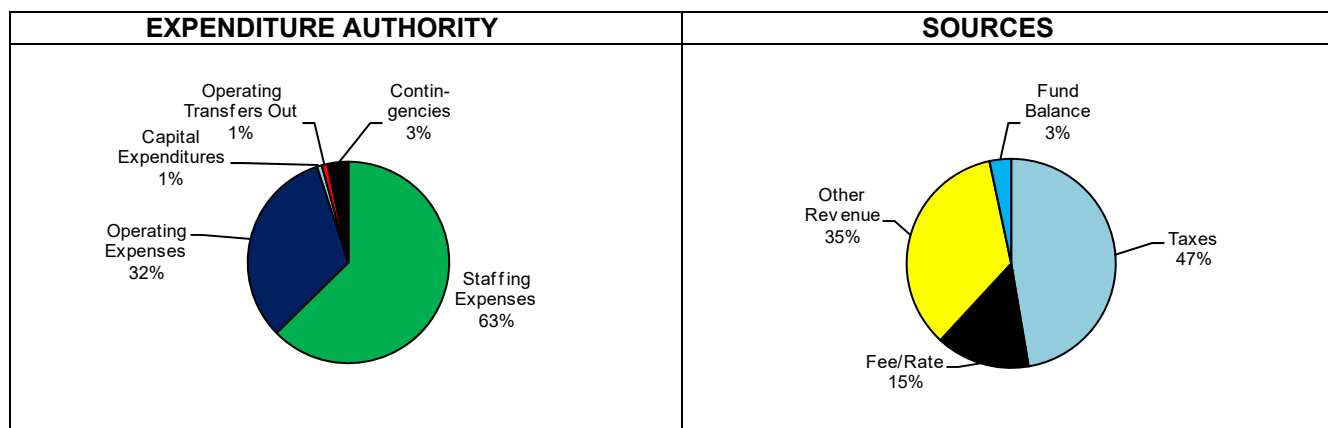 EXPENDITURE AUTHORITY
Operating
Transfers Out
1%
Contin-
gencies
3%
Capital
Expenditures
1%
Operating
Expenses
32%
Staffing
Expenses
63%
SOURCES
Fund
Balance
3%
Other
Revenue
35%
Taxes
47%
Fee/Rate
15%